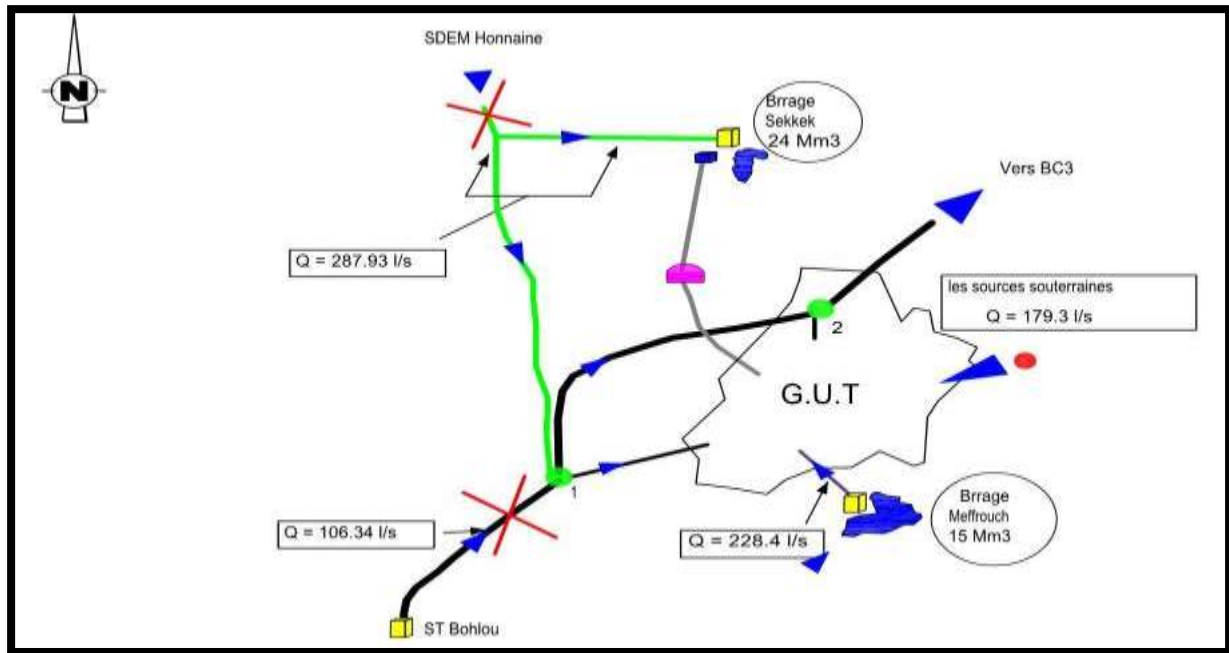 SDEM Honnaine
N
Brrage
Sekkek
24 Mm3
Vers BC3
Q = 287.93 l/s
les sources souterraines
Q = 179.3 l/s
2
G.U.T
1
Q = 106.34 l/s
Q = 228.4 l/s
Brrage
Meffrouch
15 Mm3
ST Bohlou